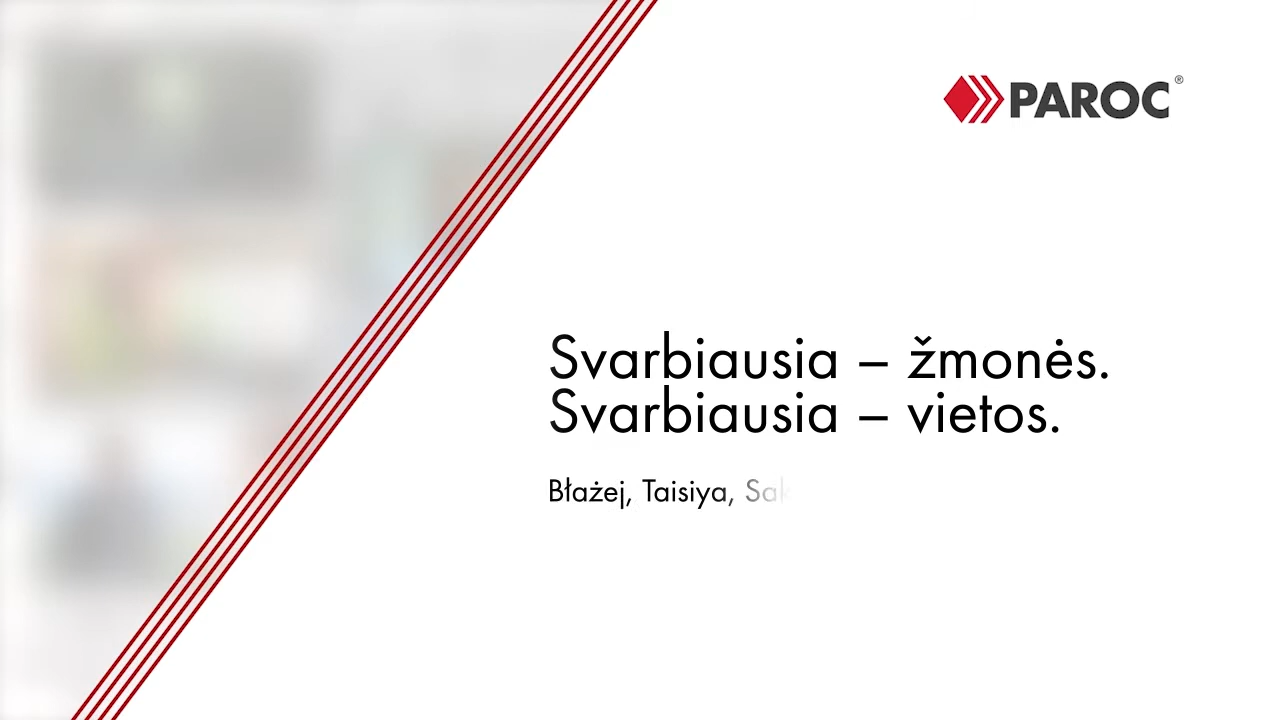 PAROC®
Svarbiausia – žmonės.
Svarbiausia – vietos.
Błażej, Taisiya,